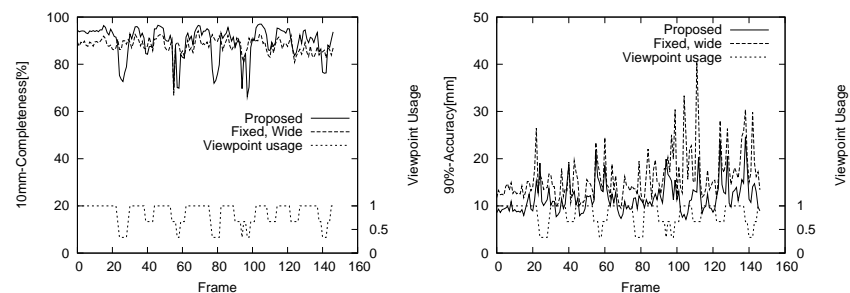 100
80
60
40
20
0
0 20 40 60 80 100 120 140 160
1
0.5
0
10mm-Completeness[%]
Viewpoint Usage
Frame
Proposed
Fixed, Wide
Viewpoint usage
50
40
30
20
10
0
0 20 40 60 80 100 120 140 160
1
0.5
0
90%-Accuracy[mm]
Viewpoint Usage
Frame
Proposed
Fixed, wide
Viewpoint usage